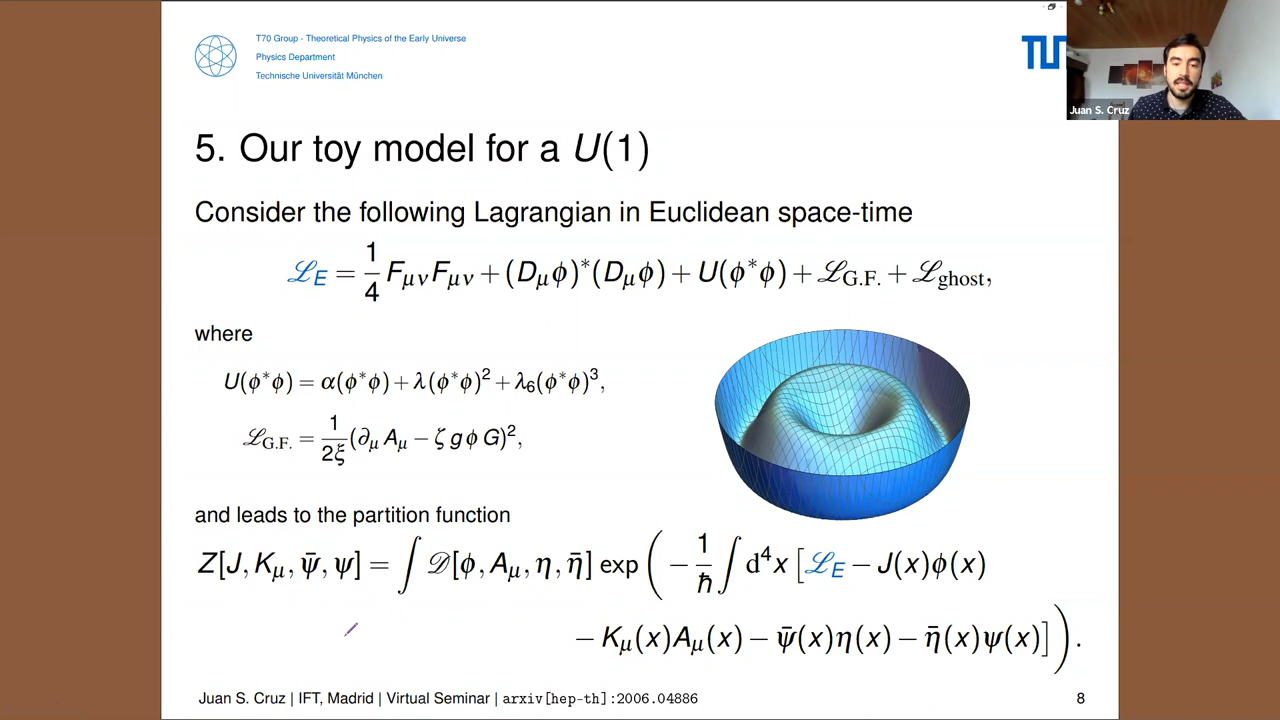 T70 Group - Theoretical Physics of the Early Universe
Physics Department
Technische Universität München
Juan S. Cruz
5. Our toy model for a U(1)
Consider the following Lagrangian in Euclidean space-time
ℒ_E = 1/4 F_μν F_μν + (D_μ ϕ)*(D_μ ϕ) + U(ϕ*ϕ) + ℒ_G.F. + ℒ_ghost,
where
U(ϕ*ϕ) = α(ϕ*ϕ) + λ(ϕ*ϕ)² + λ₆(ϕ*ϕ)³,
ℒ_G.F. = 1/2ξ (∂_μ A_μ − ζ g ϕ G)²,
and leads to the partition function
Z[J, K_μ, ψ̄, ψ] = ∫ 𝒟[ϕ, A_μ, η, η̄] exp ( − 1/ħ ∫ d⁴x [ℒ_E − J(x)ϕ(x)
− K_μ(x)A_μ(x) − ψ̄(x)η(x) − η̄(x)ψ(x)] ).
Juan S. Cruz | IFT, Madrid | Virtual Seminar | arxiv[hep-th]:2006.04886
8